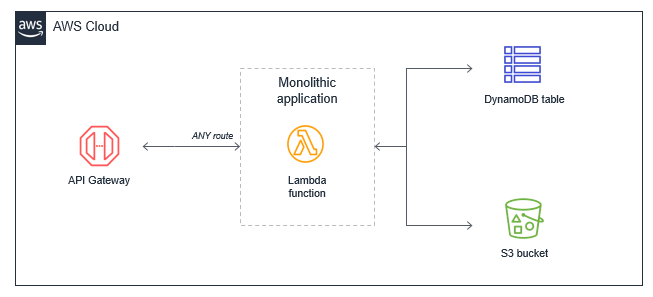 aws
AWS Cloud
Monolithic
application
DynamoDB table
ANY route
API Gateway
Lambda
function
S3 bucket